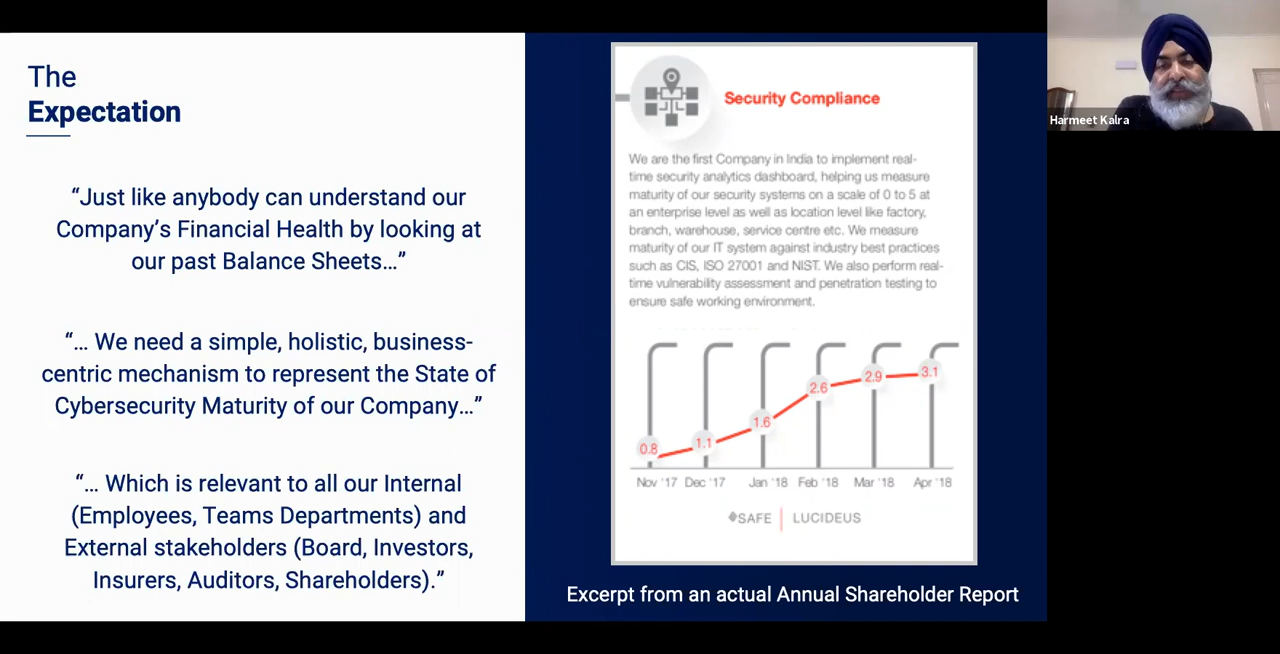 The
Expectation
“Just like anybody can understand our
Company’s Financial Health by looking at
our past Balance Sheets…”
“… We need a simple, holistic, business-
centric mechanism to represent the State of
Cybersecurity Maturity of our Company…”
“… Which is relevant to all our Internal
(Employees, Teams Departments) and
External stakeholders (Board, Investors,
Insurers, Auditors, Shareholders).”
Security Compliance
We are the first Company in India to implement real-
time security analytics dashboard, helping us measure
maturity of our security systems on a scale of 0 to 5 at
an enterprise level as well as location level like factory,
branch, warehouse, service centre etc. We measure
maturity of our IT system against industry best practices
such as CIS, ISO 27001 and NIST. We also perform real-
time vulnerability assessment and penetration testing to
ensure safe working environment.
0.8 1.1 1.6 2.6 2.9 3.1
Nov '17 Dec '17 Jan '18 Feb '18 Mar '18 Apr '18
SAFE LUCIDEUS
Excerpt from an actual Annual Shareholder Report
Harmeet Kalra